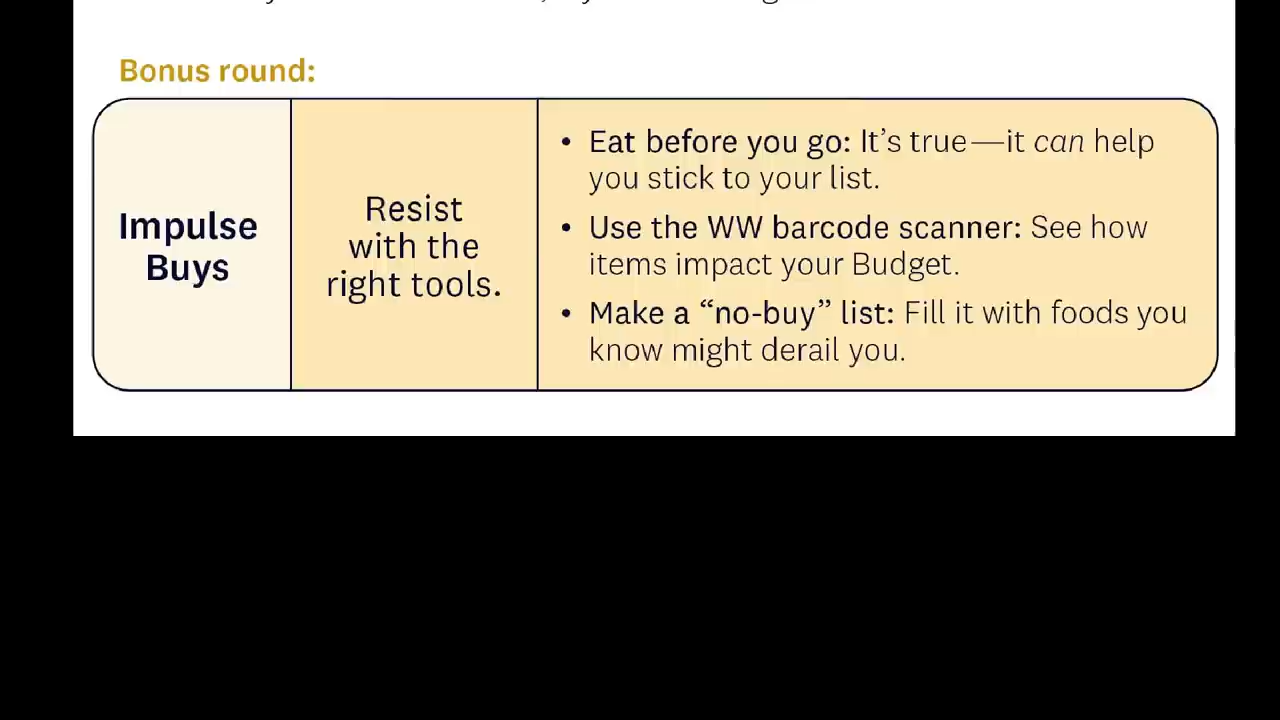 Bonus round:
Impulse
Buys
Resist
with the
right tools.
• Eat before you go: It's true—it can help
you stick to your list.
• Use the WW barcode scanner: See how
items impact your Budget.
• Make a “no-buy” list: Fill it with foods you
know might derail you.